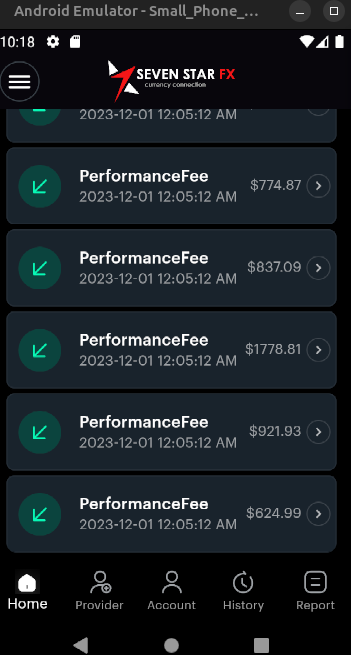 Android Emulator - Small_Phone_...
10:18
SEVEN STAR FX
currency connection
2023-12-01 12:05:12 AM
PerformanceFee
2023-12-01 12:05:12 AM
$774.87
PerformanceFee
2023-12-01 12:05:12 AM
$837.09
PerformanceFee
2023-12-01 12:05:12 AM
$1778.81
PerformanceFee
2023-12-01 12:05:12 AM
$921.93
PerformanceFee
2023-12-01 12:05:12 AM
$624.99
Home
Provider
Account
History
Report